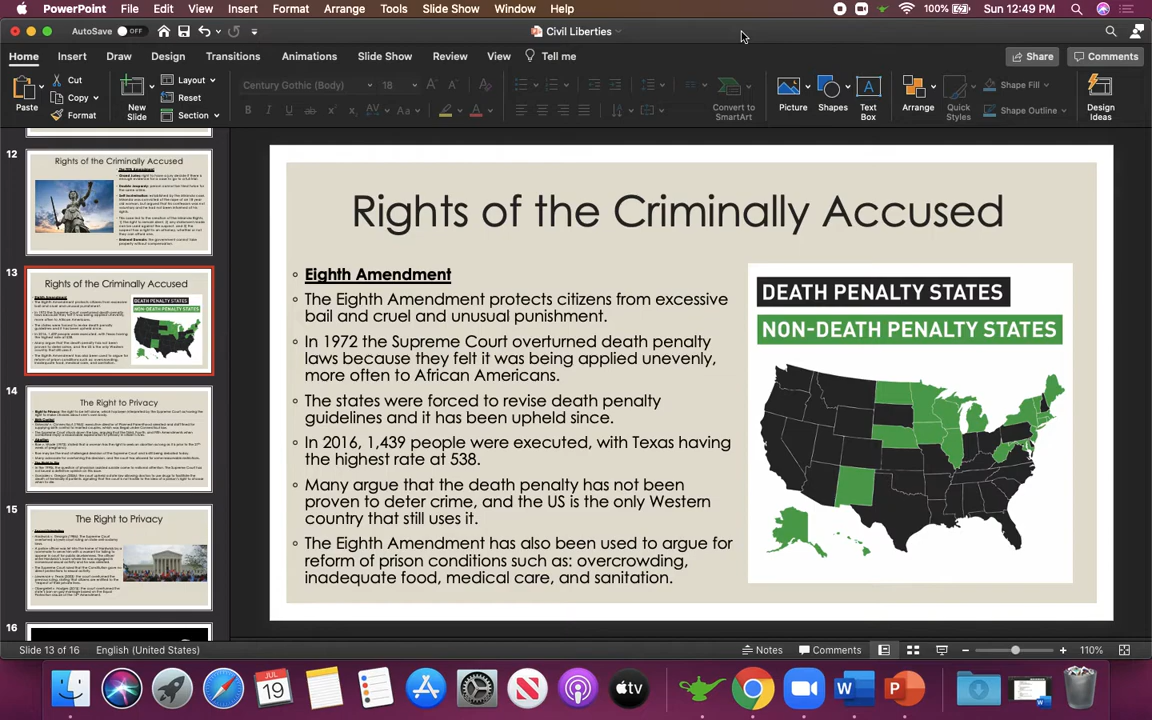 PowerPoint File Edit View Insert Format Arrange Tools Slide Show Window Help 100% Sun 12:49 PM
AutoSave OFF Civil Liberties
Home Insert Draw Design Transitions Animations Slide Show Review View Tell me Share Comments
Paste Cut Copy Format New Slide Layout Reset Section Century Gothic (Body) 18 Convert to SmartArt Picture Shapes Text Box Arrange Quick Styles Shape Fill Shape Outline Design Ideas
12
Rights of the Criminally Accused
13
Rights of the Criminally Accused
DEATH PENALTY STATES
NON-DEATH PENALTY STATES
14
The Right to Privacy
15
The Right to Privacy
16
Rights of the Criminally Accused
Eighth Amendment
The Eighth Amendment protects citizens from excessive
bail and cruel and unusual punishment.
In 1972 the Supreme Court overturned death penalty
laws because they felt it was being applied unevenly,
more often to African Americans.
The states were forced to revise death penalty
guidelines and it has been upheld since.
In 2016, 1,439 people were executed, with Texas having
the highest rate at 538.
Many argue that the death penalty has not been
proven to deter crime, and the US is the only Western
country that still uses it.
The Eighth Amendment has also been used to argue for
reform of prison conditions such as: overcrowding,
inadequate food, medical care, and sanitation.
DEATH PENALTY STATES
NON-DEATH PENALTY STATES
Slide 13 of 16 English (United States) Notes Comments 110%
JUL
19
tv
W
P